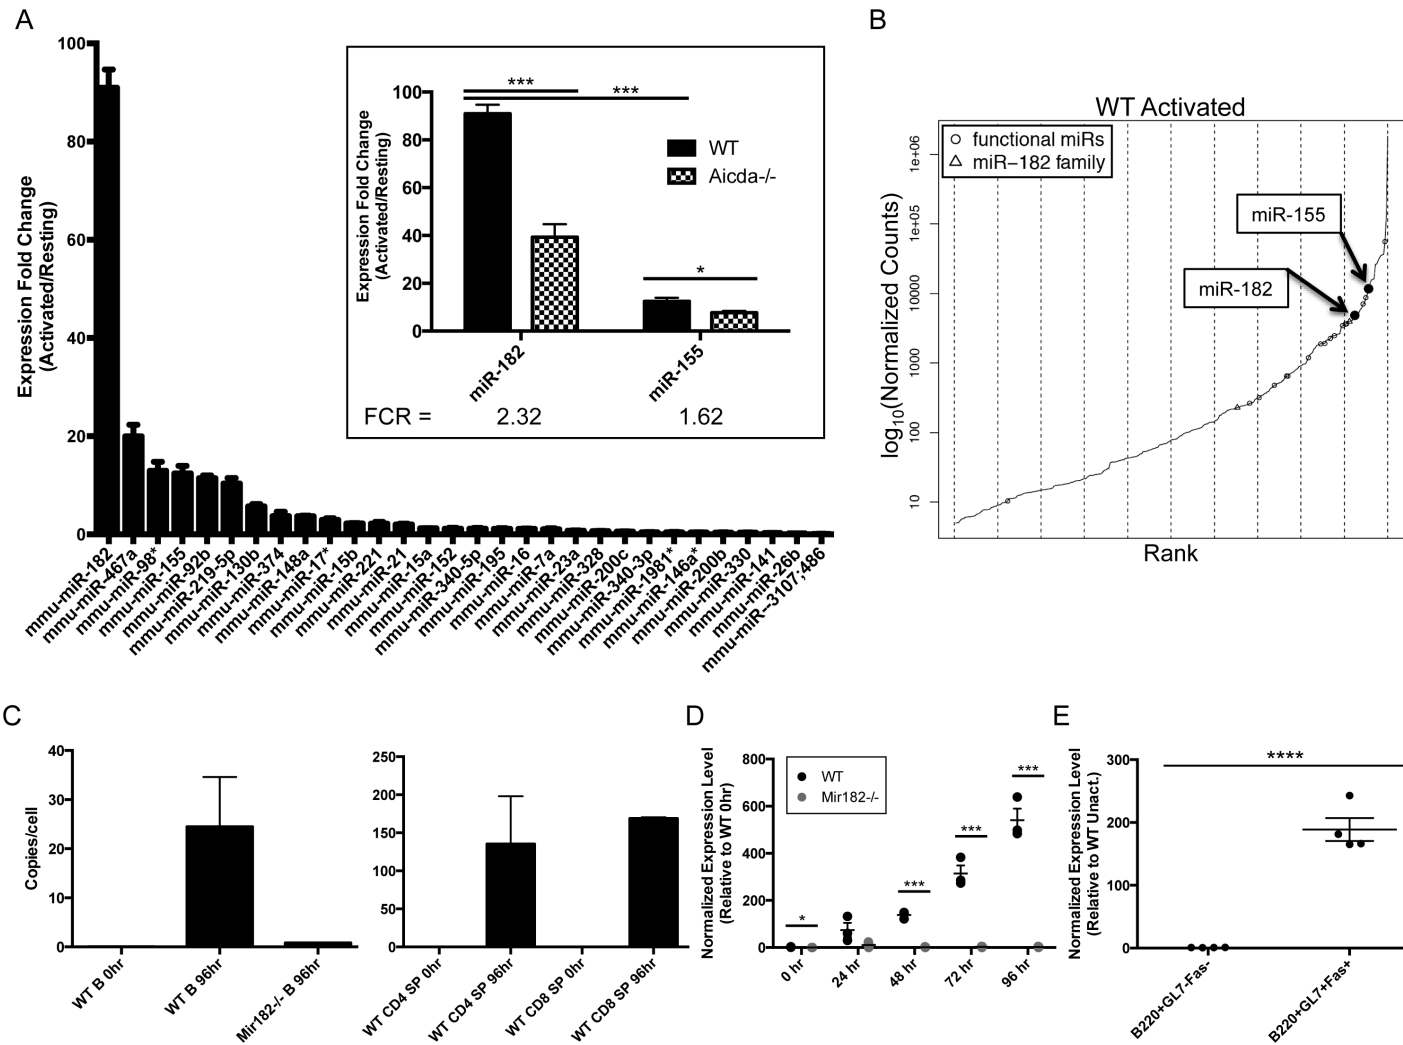 A
Expression Fold Change
(Activated/Resting)
100
80
60
40
20
0
mmu-miR-182
mmu-miR-467a
mmu-miR-98*
mmu-miR-155
mmu-miR-92b
mmu-miR-219-5p
mmu-miR-130b
mmu-miR-374
mmu-miR-148a
mmu-miR-17*
mmu-miR-15b
mmu-miR-221
mmu-miR-21
mmu-miR-15a
mmu-miR-152
mmu-miR-340-5p
mmu-miR-195
mmu-miR-16
mmu-miR-7a
mmu-miR-23a
mmu-miR-328
mmu-miR-200c
mmu-miR-340-3p
mmu-miR-1981*
mmu-miR-146a*
mmu-miR-200b
mmu-miR-330
mmu-miR-141
mmu-miR-26b
mmu-miR--3107;486
Expression Fold Change
(Activated/Resting)
100
80
60
40
20
0
***
***
*
WT
Aicda-/-
miR-182
miR-155
FCR = 2.32 1.62
B
WT Activated
functional miRs
miR−182 family
miR-155
miR-182
log10(Normalized Counts)
1e+06
1e+05
10000
1000
100
10
Rank
C
Copies/cell
40
30
20
10
0
WT B 0hr
WT B 96hr
Mir182-/- B 96hr
250
200
150
100
50
0
WT CD4 SP 0hr
WT CD4 SP 96hr
WT CD8 SP 0hr
WT CD8 SP 96hr
D
Normalized Expression Level
(Relative to WT 0hr)
800
600
400
200
0
WT
Mir182-/-
*
***
***
***
0 hr
24 hr
48 hr
72 hr
96 hr
E
Normalized Expression Level
(Relative to WT Unact.)
300
200
100
0
****
B220+GL7-Fas-
B220+GL7+Fas+